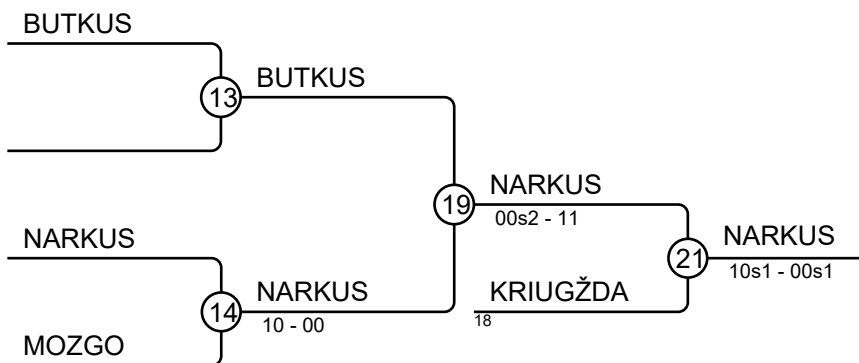 BUTKUS
13
BUTKUS
19
NARKUS
00s2 - 11
NARKUS
14
NARKUS
10 - 00
MOZGO
KRIUGŽDA
18
21
NARKUS
10s1 - 00s1